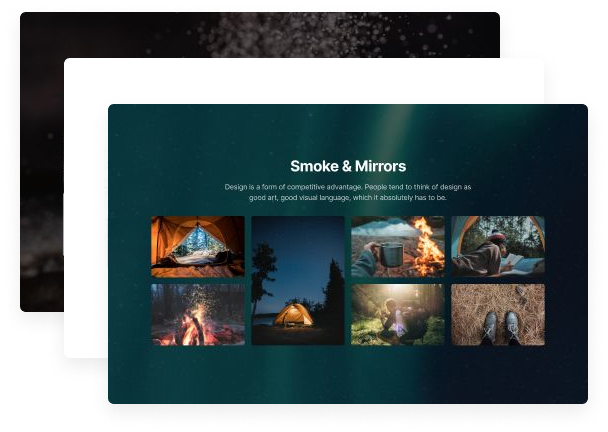 Smoke & Mirrors
Design is a form of competitive advantage. People tend to think of design as
good art, good visual language, which it absolutely has to be.